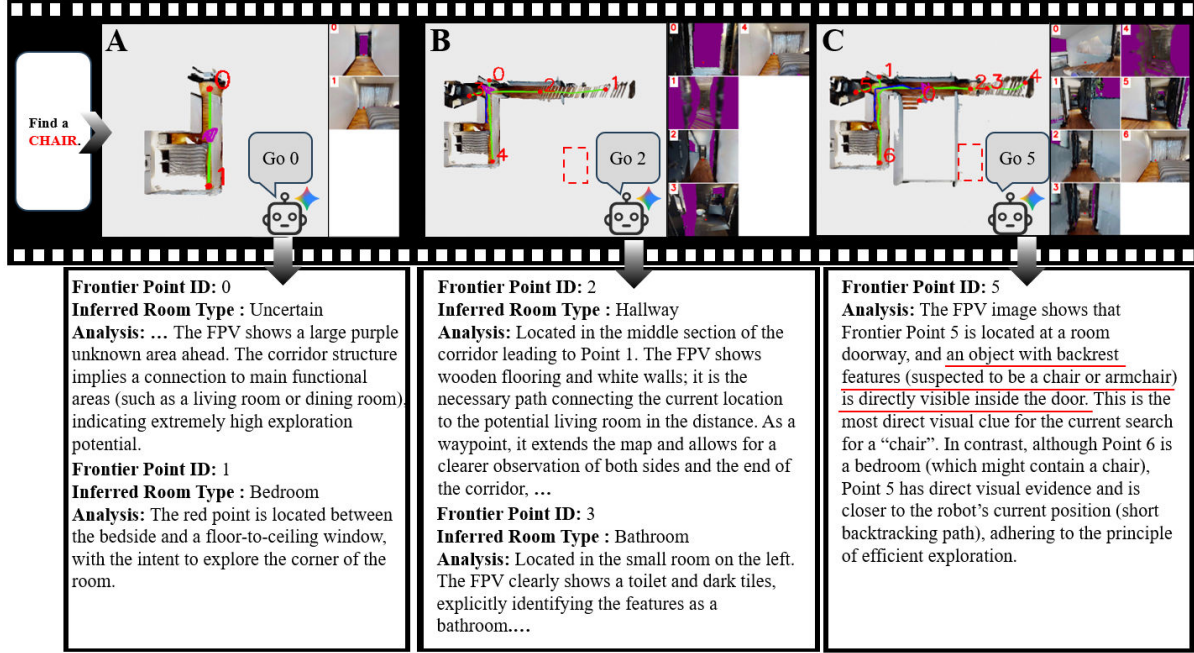 Find a
CHAIR.
A
0
1
0
1
Go 0
B
0
2
1
4
0
4
1
2
3
Go 2
C
1
5
0
2
3
4
6
0
4
1
5
2
6
3
Go 5
Frontier Point ID: 0
Inferred Room Type : Uncertain
Analysis: ... The FPV shows a large purple
unknown area ahead. The corridor structure
implies a connection to main functional
areas (such as a living room or dining room),
indicating extremely high exploration
potential.
Frontier Point ID: 1
Inferred Room Type : Bedroom
Analysis: The red point is located between
the bedside and a floor-to-ceiling window,
with the intent to explore the corner of the
room.
Frontier Point ID: 2
Inferred Room Type : Hallway
Analysis: Located in the middle section of the
corridor leading to Point 1. The FPV shows
wooden flooring and white walls; it is the
necessary path connecting the current location
to the potential living room in the distance. As a
waypoint, it extends the map and allows for a
clearer observation of both sides and the end of
the corridor, ...
Frontier Point ID: 3
Inferred Room Type : Bathroom
Analysis: Located in the small room on the left.
The FPV clearly shows a toilet and dark tiles,
explicitly identifying the features as a
bathroom....
Frontier Point ID: 5
Analysis: The FPV image shows that
Frontier Point 5 is located at a room
doorway, and an object with backrest
features (suspected to be a chair or armchair)
is directly visible inside the door. This is the
most direct visual clue for the current search
for a “chair”. In contrast, although Point 6 is
a bedroom (which might contain a chair),
Point 5 has direct visual evidence and is
closer to the robot’s current position (short
backtracking path), adhering to the principle
of efficient exploration.